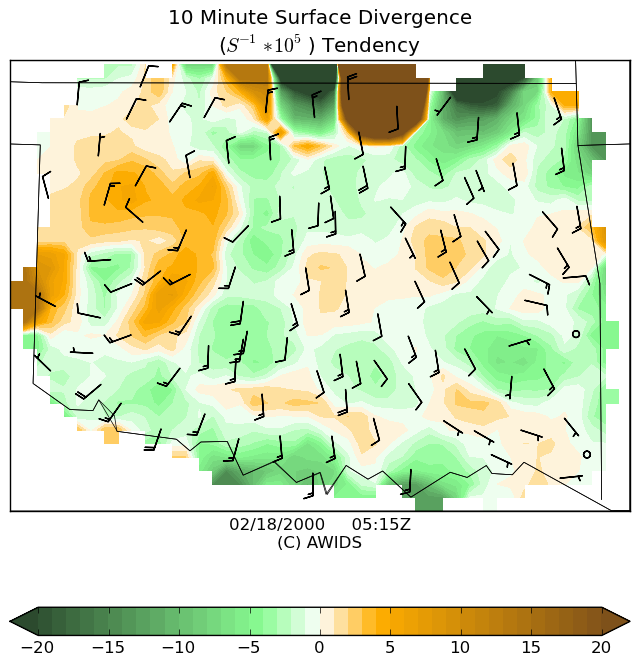 10 Minute Surface Divergence
(S⁻¹ *10⁵ ) Tendency
02/18/2000 05:15Z
(C) AWIDS
−20 −15 −10 −5 0 5 10 15 20